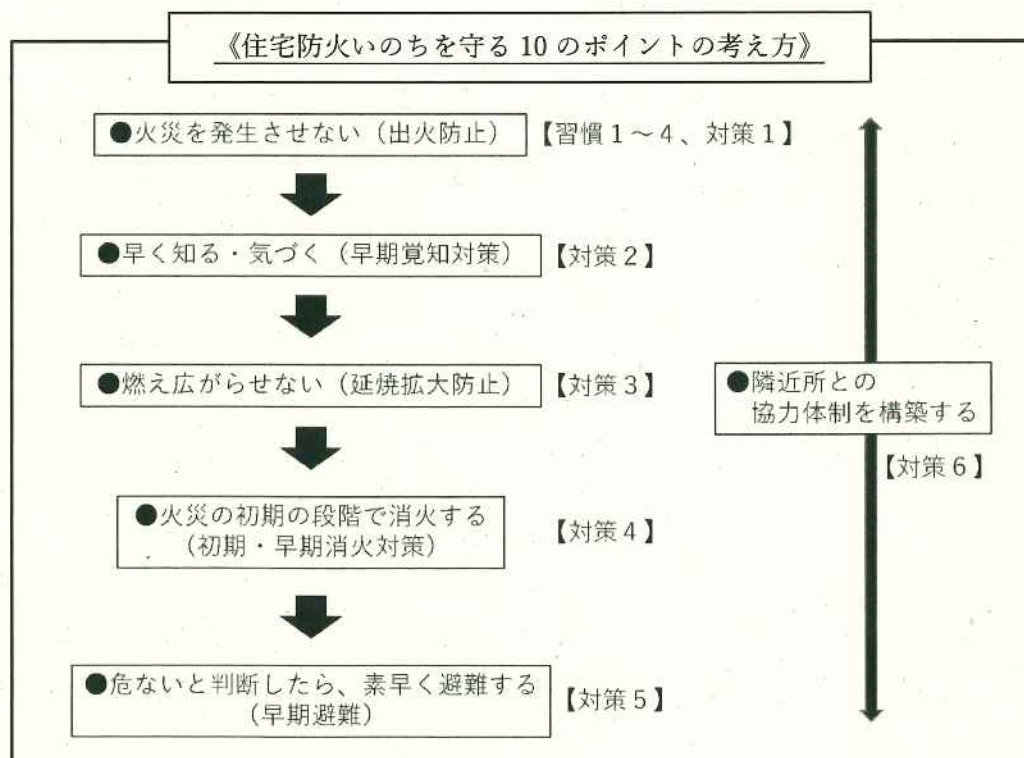 《住宅防火いのちを守る 10 のポイントの考え方》
●火災を発生させない（出火防止）
【習慣１～４、対策１】
●早く知る・気づく（早期覚知対策）
【対策２】
●燃え広がらせない（延焼拡大防止）
【対策３】
●隣近所との
協力体制を構築する
【対策６】
●火災の初期の段階で消火する
（初期・早期消火対策）
【対策４】
●危ないと判断したら、素早く避難する
（早期避難）
【対策５】